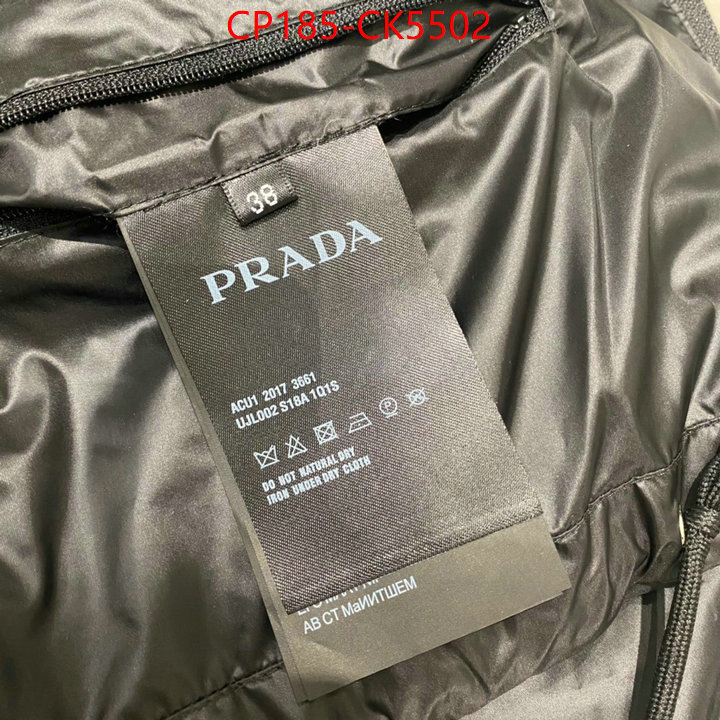 CP185-CK5502
38
PRADA
ACU1 2017 3661
UJL002 S18A 1Q1S
P
DO NOT NATURAL DRY
IRON UNDER DRY CLOTH
AB CT MaИИTШEM